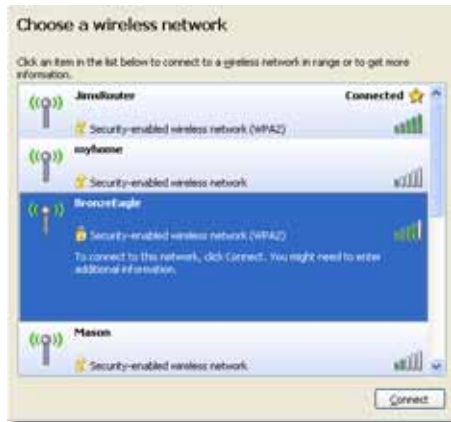 Choose a wireless network
Click an item in the list below to connect to a wireless network in range or to get more
information.
JimsRouter Connected
Security-enabled wireless network (WPA2)
myhome
Security-enabled wireless network
BronzeEagle
Security-enabled wireless network (WPA2)
To connect to this network, click Connect. You might need to enter
additional information.
Mason
Security-enabled wireless network
Connect